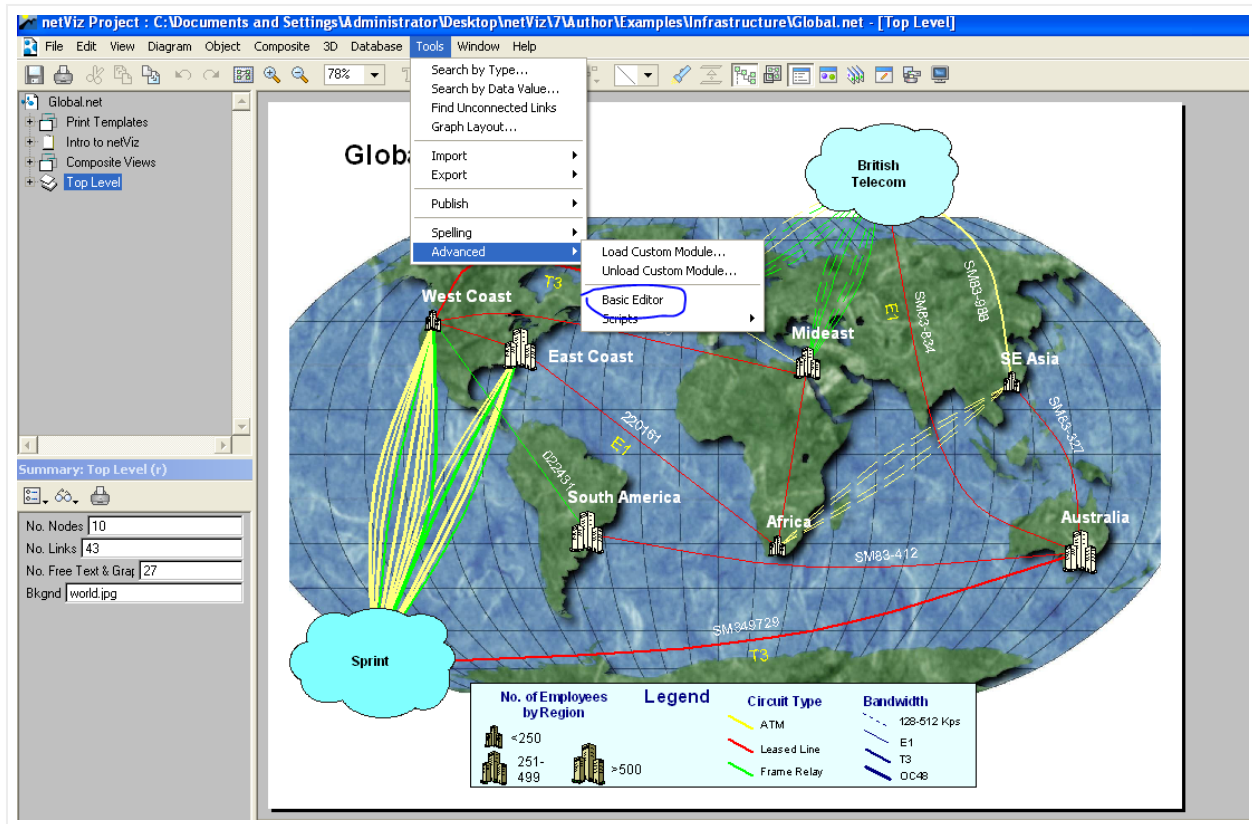 netViz Project : C:\Documents and Settings\Administrator\Desktop\netViz\7\Author\Examples\Infrastructure\Global.net - [Top Level]
File Edit View Diagram Object Composite 3D Database Tools Window Help
78%
Search by Type...
Search by Data Value...
Find Unconnected Links
Graph Layout...
Import
Export
Publish
Spelling
Advanced
Load Custom Module...
Unload Custom Module...
Basic Editor
Scripts
Global.net
Print Templates
Intro to netViz
Composite Views
Top Level
Summary: Top Level (r)
No. Nodes 10
No. Links 43
No. Free Text & Grap 27
Bkgnd world.jpg
Globa
British
Telecom
T3
West Coast
East Coast
Mideast
SE Asia
E1
SM83-834
SM83-988
SM83-327
220161
E1
022431
South America
Africa
Australia
SM83-412
SM349729
T3
Sprint
No. of Employees
by Region
<250
251-
499
>500
Legend
Circuit Type
ATM
Leased Line
Frame Relay
Bandwidth
128-512 Kps
E1
T3
OC48